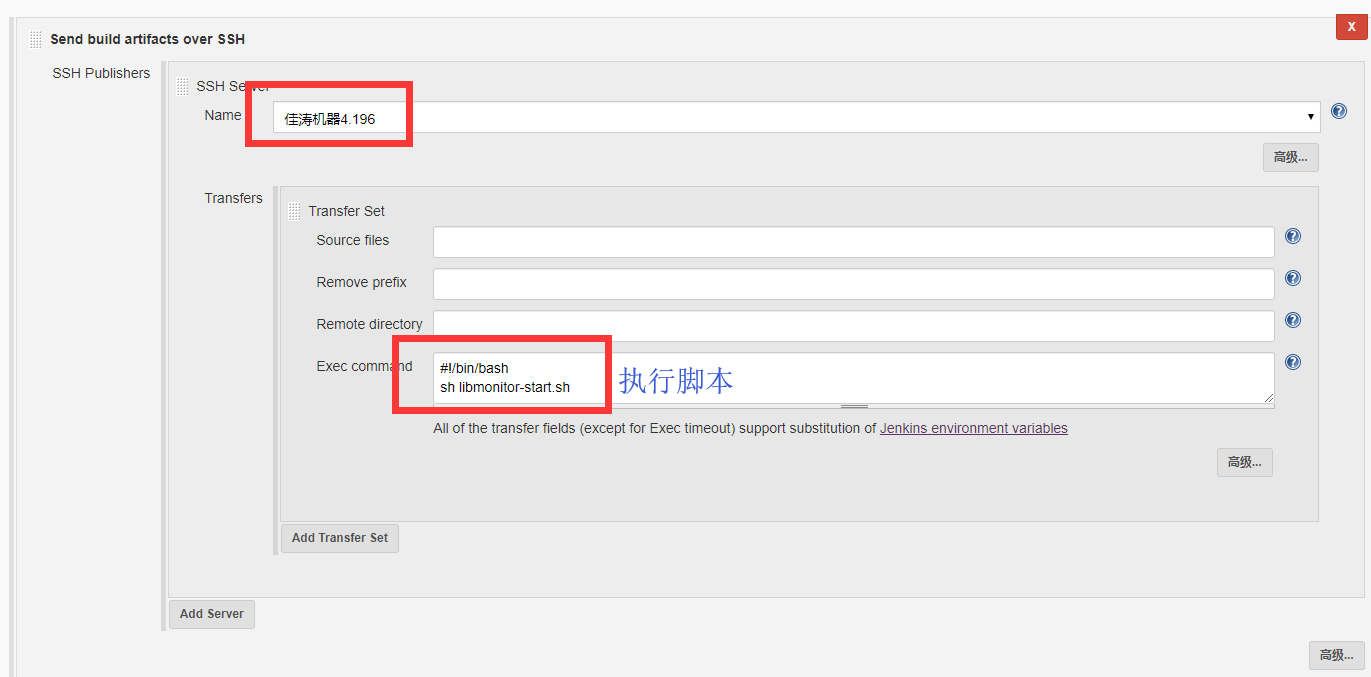 Send build artifacts over SSH
X
SSH Publishers
SSH Server
Name
佳涛机器4.196
高级...
Transfers
Transfer Set
Source files
Remove prefix
Remote directory
Exec command
#!/bin/bash
sh libmonitor-start.sh
执行脚本
All of the transfer fields (except for Exec timeout) support substitution of Jenkins environment variables
高级...
Add Transfer Set
Add Server
高级...